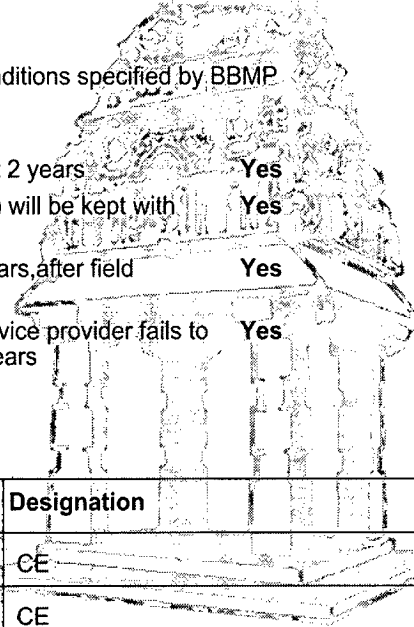 nditions specified by BBMP
2 years Yes
) will be kept with Yes
ars,after field Yes
vice provider fails to Yes
ears
Designation
CE
CE